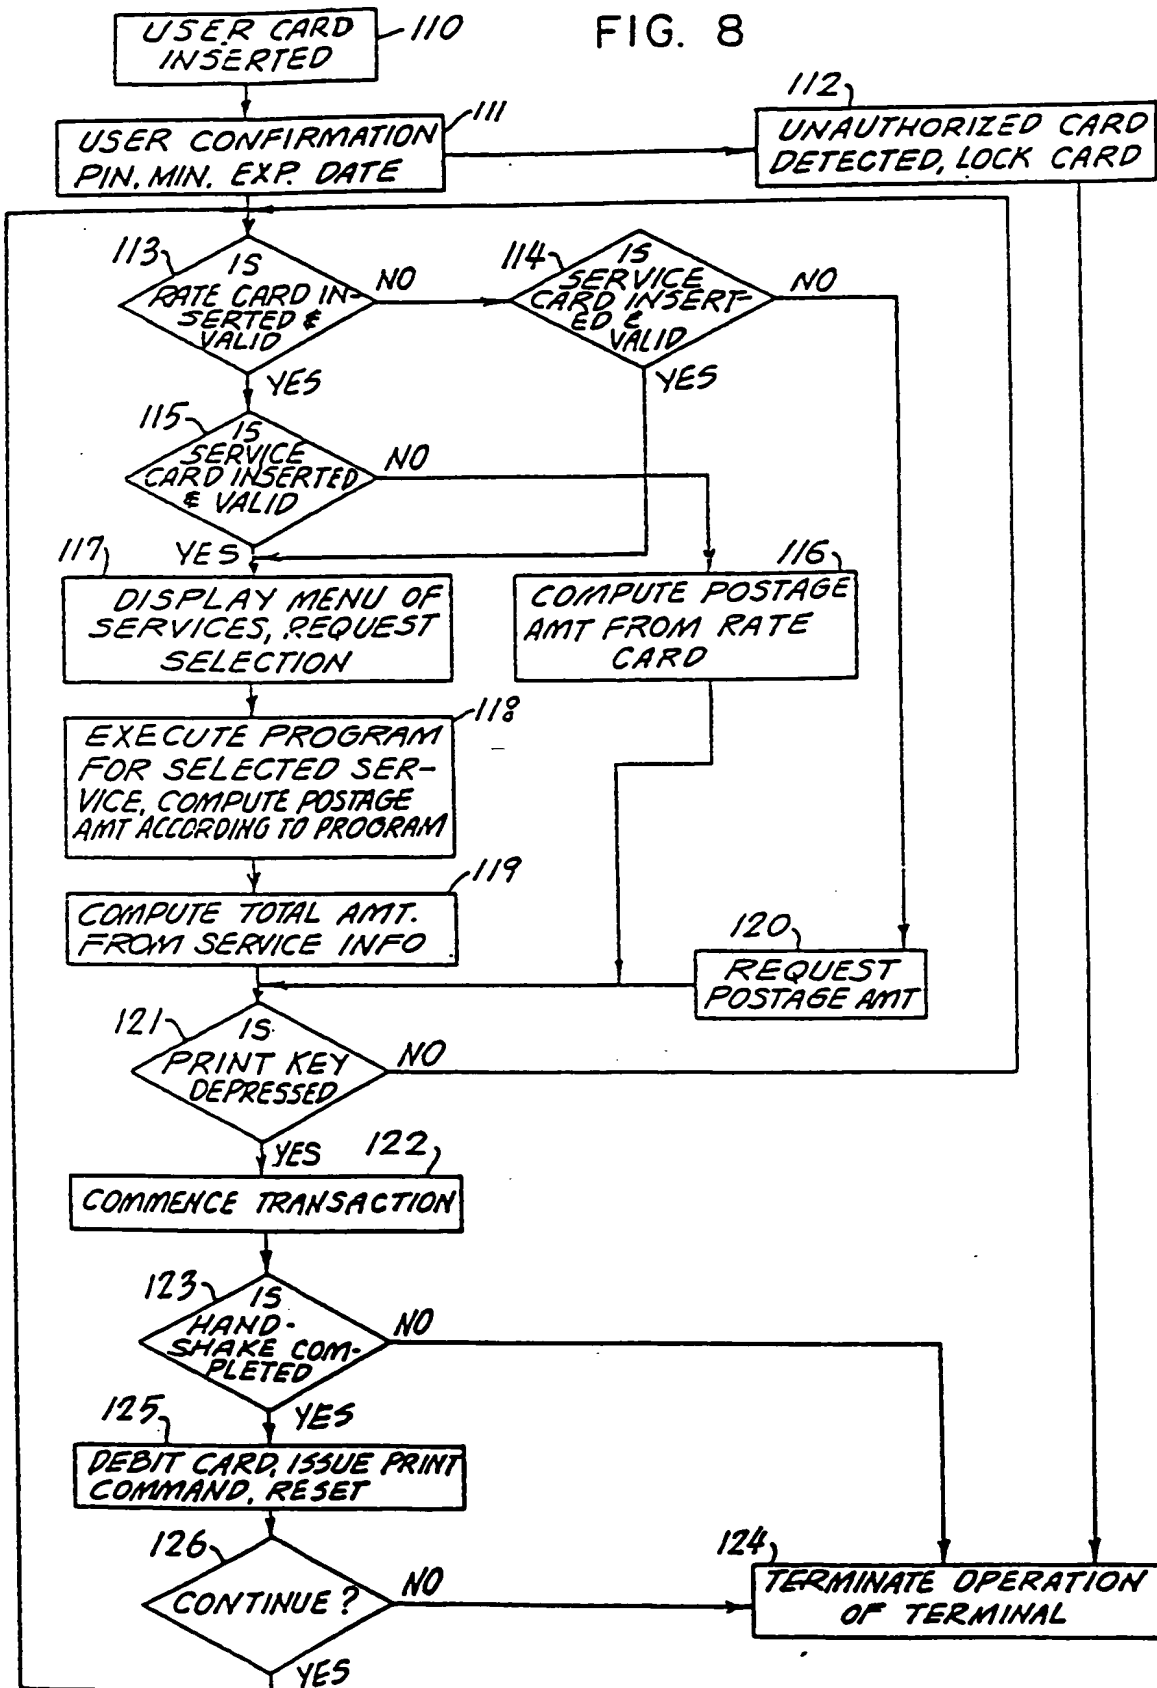 FIG. 8
USER CARD
INSERTED
110
111
USER CONFIRMATION
PIN. MIN. EXP. DATE
112
UNAUTHORIZED CARD
DETECTED, LOCK CARD
113
IS
RATE CARD IN-
SERTED &
VALID
NO
YES
114
IS
SERVICE
CARD INSERT-
ED &
VALID
NO
YES
115
IS
SERVICE
CARD INSERTED
& VALID
NO
YES
117
DISPLAY MENU OF
SERVICES, REQUEST
SELECTION
116
COMPUTE POSTAGE
AMT FROM RATE
CARD
118
EXECUTE PROGRAM
FOR SELECTED SER-
VICE, COMPUTE POSTAGE
AMT ACCORDING TO PROGRAM
119
COMPUTE TOTAL AMT.
FROM SERVICE INFO
120
REQUEST
POSTAGE AMT
121
IS
PRINT KEY
DEPRESSED
NO
YES
122
COMMENCE TRANSACTION
123
IS
HAND-
SHAKE COM-
PLETED
NO
YES
125
DEBIT CARD, ISSUE PRINT
COMMAND, RESET
126
CONTINUE ?
NO
YES
124
TERMINATE OPERATION
OF TERMINAL